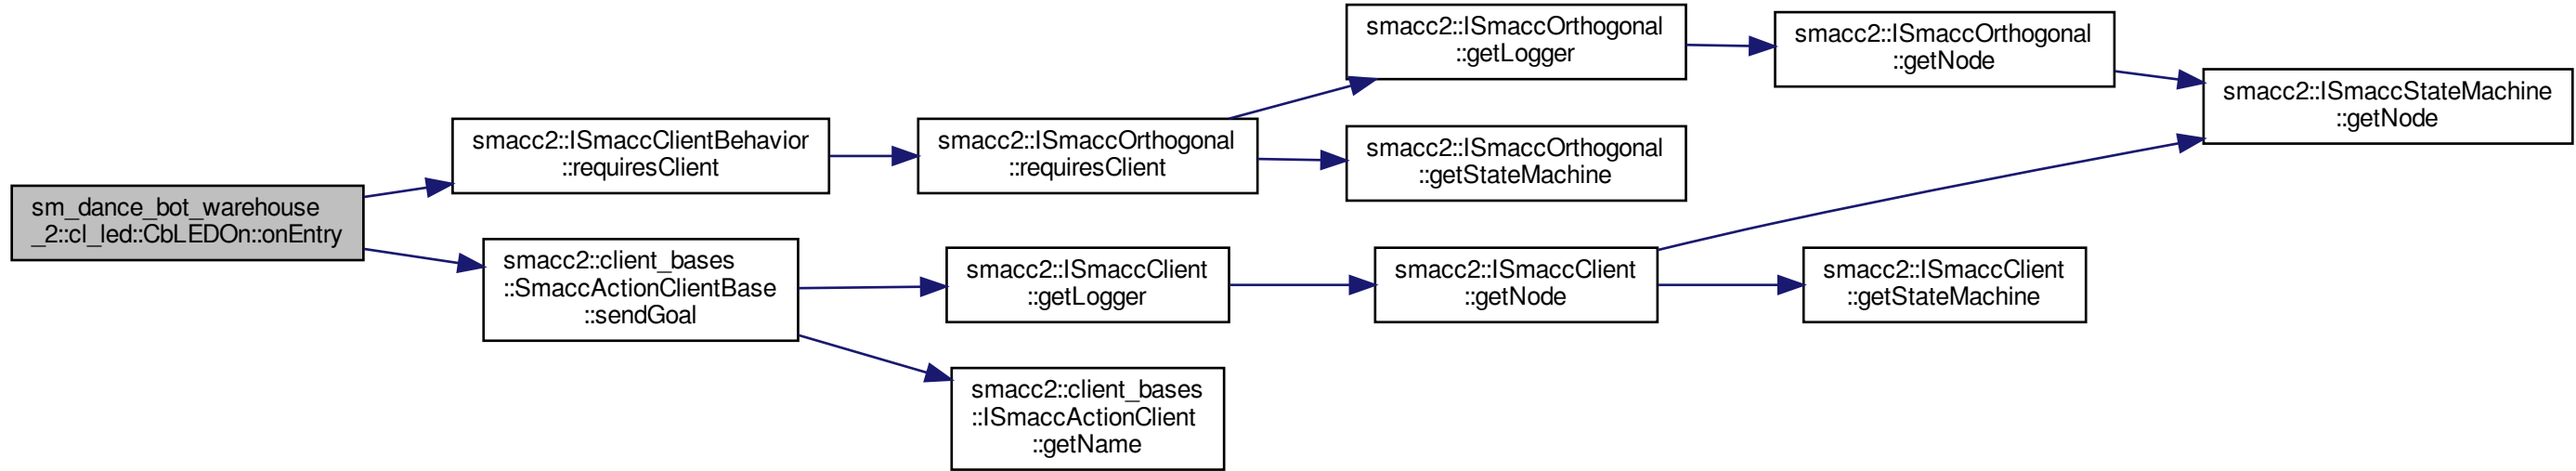 sm_dance_bot_warehouse
_2::cl_led::CbLEDOn::onEntry
smacc2::ISmaccClientBehavior
::requiresClient
smacc2::ISmaccOrthogonal
::requiresClient
smacc2::ISmaccOrthogonal
::getLogger
smacc2::ISmaccOrthogonal
::getNode
smacc2::ISmaccStateMachine
::getNode
smacc2::ISmaccOrthogonal
::getStateMachine
smacc2::client_bases
::SmaccActionClientBase
::sendGoal
smacc2::ISmaccClient
::getLogger
smacc2::ISmaccClient
::getNode
smacc2::ISmaccClient
::getStateMachine
smacc2::client_bases
::ISmaccActionClient
::getName